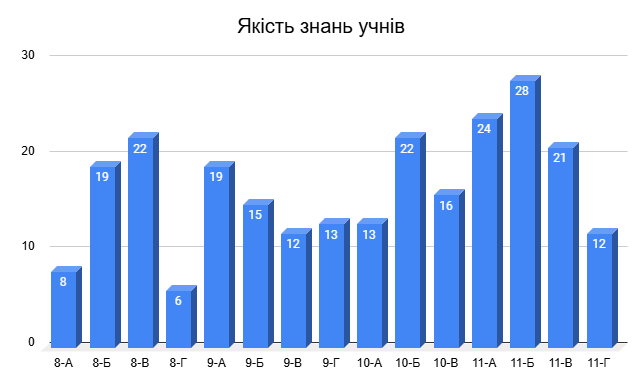 Якість знань учнів
30
20
10
0
8
19
22
6
19
15
12
13
13
22
16
24
28
21
12
8-А
8-Б
8-В
8-Г
9-А
9-Б
9-В
9-Г
10-А
10-Б
10-В
11-А
11-Б
11-В
11-Г